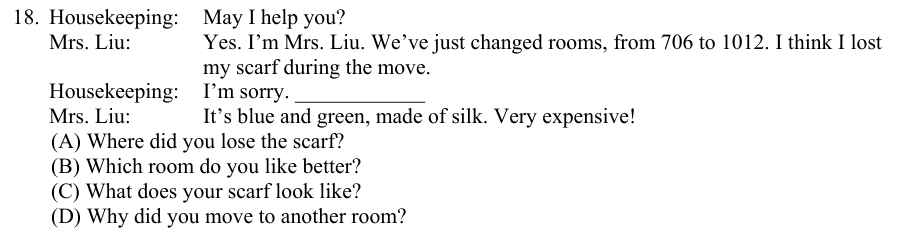 18. Housekeeping: May I help you?
Mrs. Liu: Yes. I'm Mrs. Liu. We've just changed rooms, from 706 to 1012. I think I lost
my scarf during the move.
Housekeeping: I'm sorry. ____________
Mrs. Liu: It's blue and green, made of silk. Very expensive!
(A) Where did you lose the scarf?
(B) Which room do you like better?
(C) What does your scarf look like?
(D) Why did you move to another room?